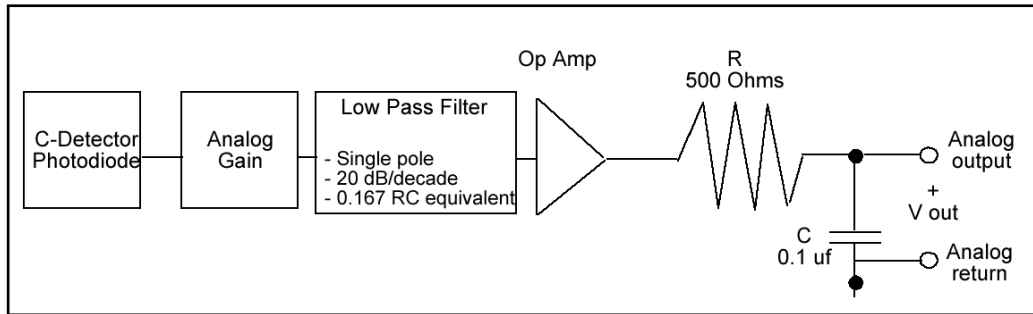 C-Detector
Photodiode
Analog
Gain
Low Pass Filter
- Single pole
- 20 dB/decade
- 0.167 RC equivalent
Op Amp
R
500 Ohms
C
0.1 uf
Analog
output
+
V out
Analog
return